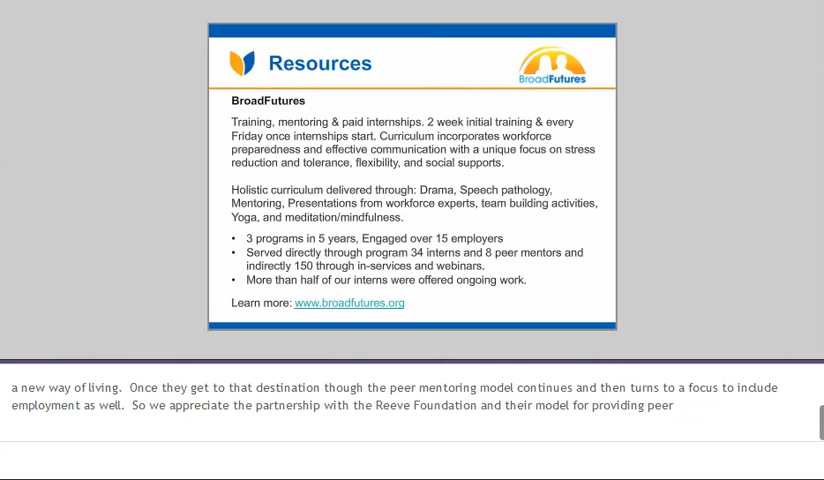 Resources
BroadFutures
BroadFutures
Training, mentoring & paid internships. 2 week initial training & every
Friday once internships start. Curriculum incorporates workforce
preparedness and effective communication with a unique focus on stress
reduction and tolerance, flexibility, and social supports.
Holistic curriculum delivered through: Drama, Speech pathology,
Mentoring, Presentations from workforce experts, team building activities,
Yoga, and meditation/mindfulness.
• 3 programs in 5 years, Engaged over 15 employers
• Served directly through program 34 interns and 8 peer mentors and
indirectly 150 through in-services and webinars.
• More than half of our interns were offered ongoing work.
Learn more: www.broadfutures.org
a new way of living.  Once they get to that destination though the peer mentoring model continues and then turns to a focus to include
employment as well.  So we appreciate the partnership with the Reeve Foundation and their model for providing peer